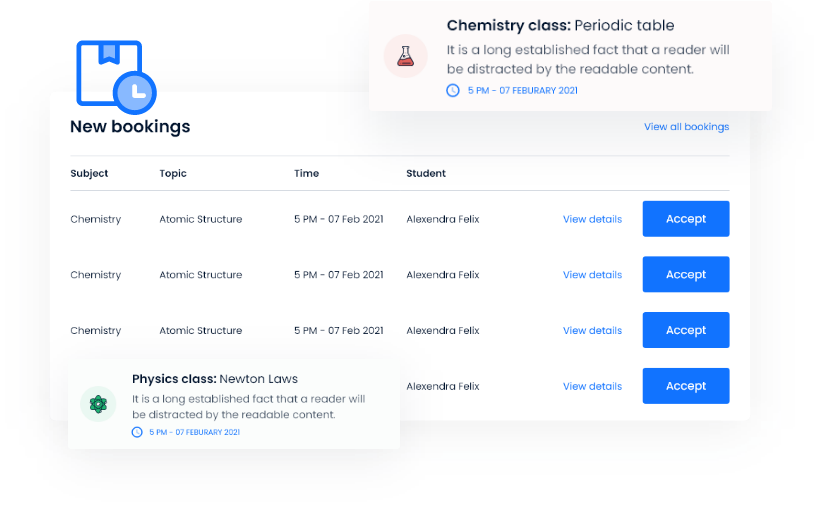 Chemistry class: Periodic table
It is a long established fact that a reader will
be distracted by the readable content.
5 PM - 07 FEBURARY 2021
New bookings
View all bookings
Subject Topic Time Student
Chemistry Atomic Structure 5 PM - 07 Feb 2021 Alexendra Felix View details Accept
Chemistry Atomic Structure 5 PM - 07 Feb 2021 Alexendra Felix View details Accept
Chemistry Atomic Structure 5 PM - 07 Feb 2021 Alexendra Felix View details Accept
Alexendra Felix View details Accept
Physics class: Newton Laws
It is a long established fact that a reader will
be distracted by the readable content.
5 PM - 07 FEBURARY 2021